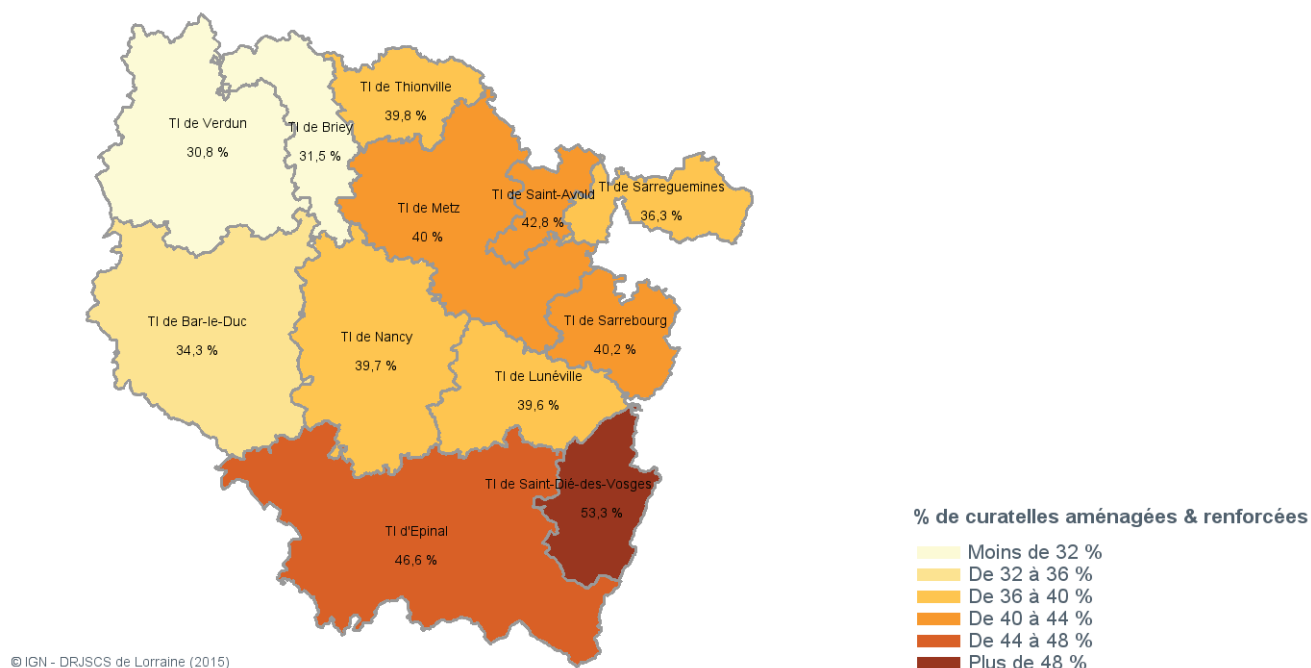 TI de Thionville
39,8 %
TI de Verdun
30,8 %
TI de Briey
31,5 %
TI de Metz
40 %
TI de Saint-Avold
42,8 %
TI de Sarreguemines
36,3 %
TI de Bar-le-Duc
34,3 %
TI de Nancy
39,7 %
TI de Sarrebourg
40,2 %
TI de Lunéville
39,6 %
TI de Saint-Dié-des-Vosges
53,3 %
TI d'Epinal
46,6 %
% de curatelles aménagées & renforcées
Moins de 32 %
De 32 à 36 %
De 36 à 40 %
De 40 à 44 %
De 44 à 48 %
Plus de 48 %
© IGN - DRJSCS de Lorraine (2015)